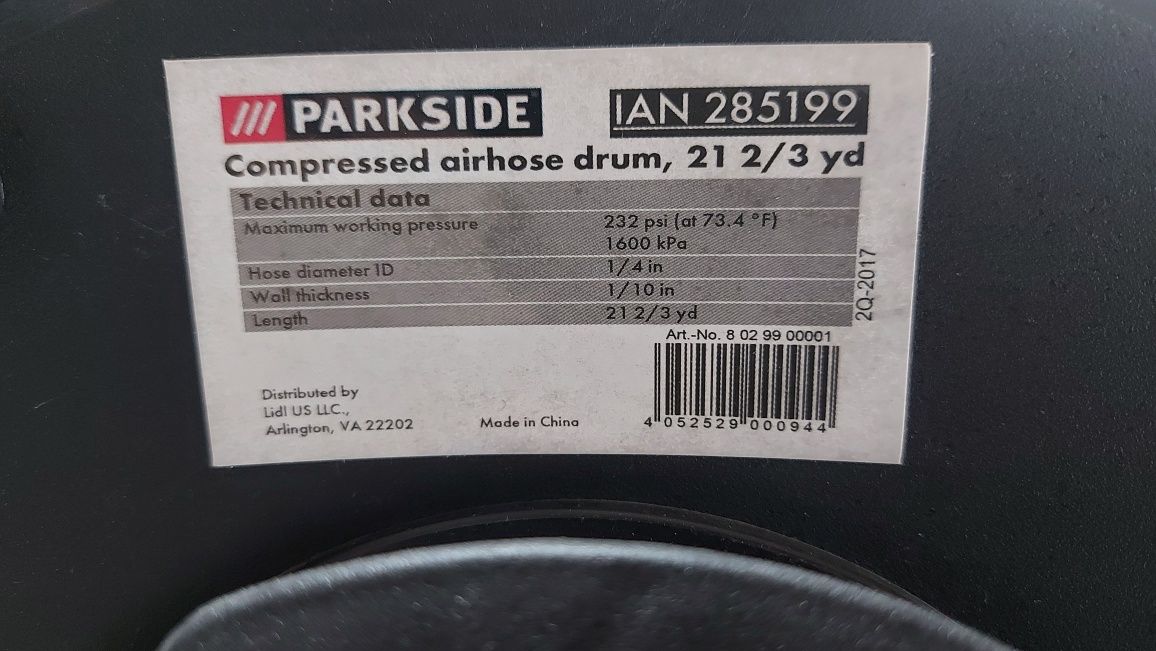 PARKSIDE
IAN 285199
Compressed airhose drum, 21 2/3 yd
Technical data
Maximum working pressure 232 psi (at 73.4 °F)
1600 kPa
Hose diameter ID 1/4 in
Wall thickness 1/10 in
Length 21 2/3 yd
2Q-2017
Art.-No. 8 02 99 00001
Distributed by
Lidl US LLC.,
Arlington, VA 22202
Made in China
4 052529 000944